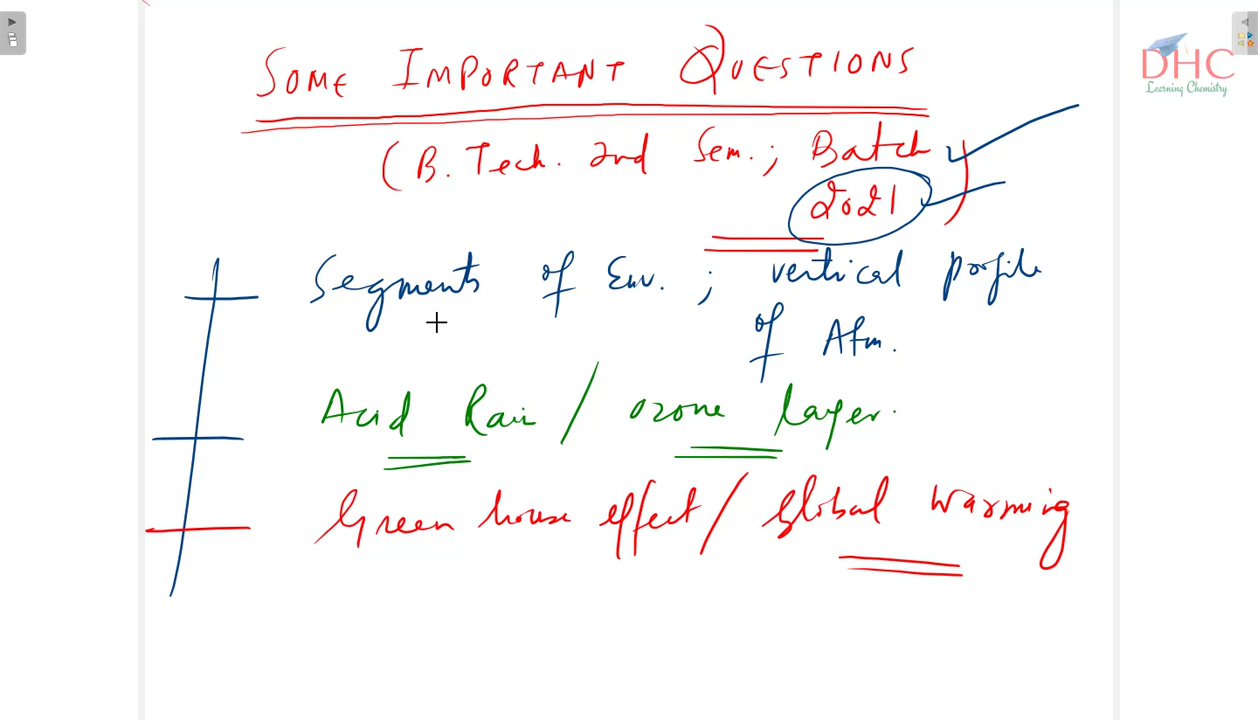 SOME IMPORTANT QUESTIONS
(B. Tech. 2nd Sem.; Batch
2021)
Segments of Env. ; vertical profile
of Atm.
Acid Rain / ozone layer.
Green house effect / Global warming
DHC
Learning Chemistry